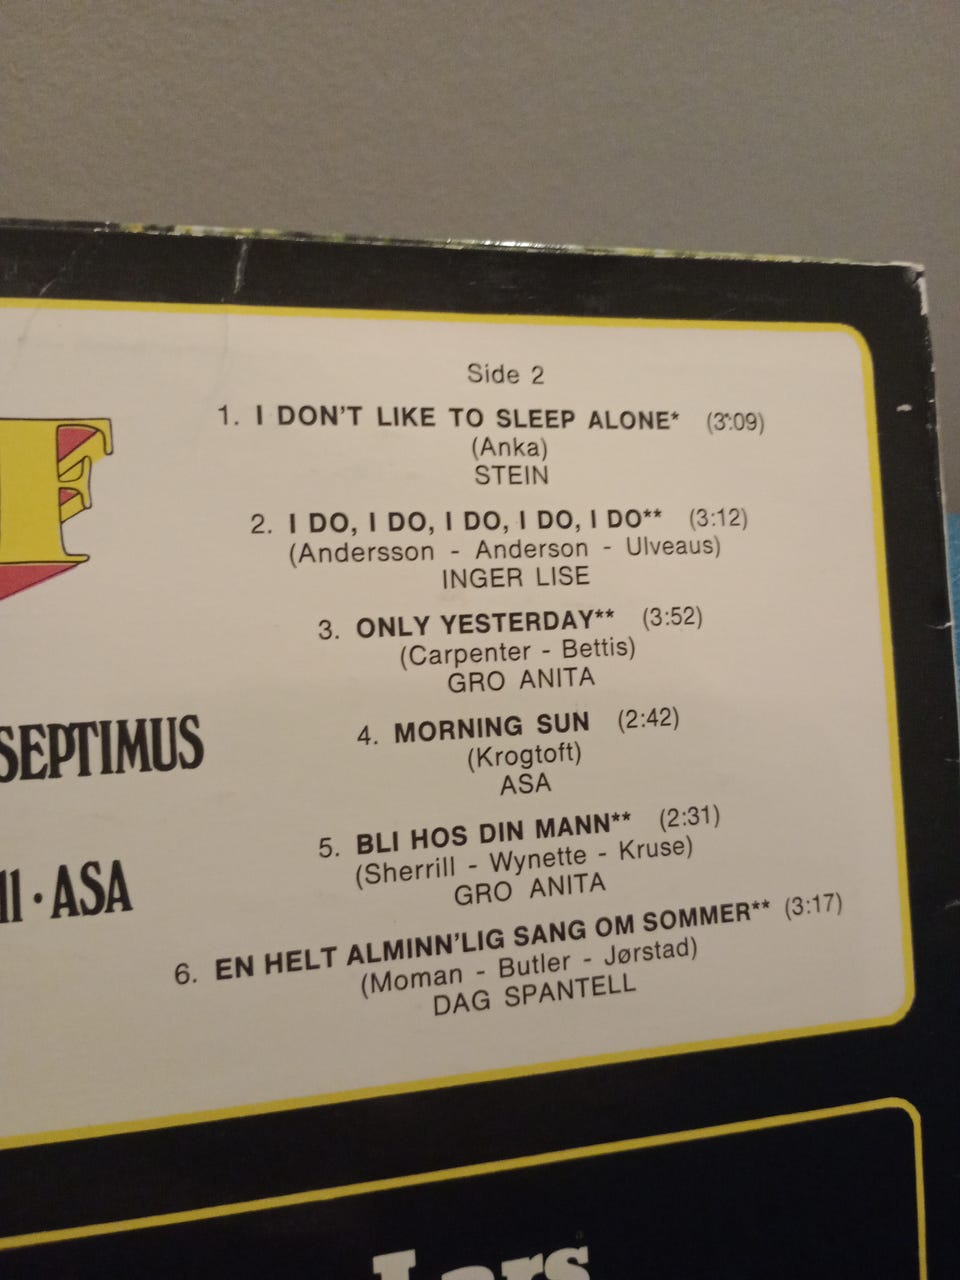 Side 2
1. I DON'T LIKE TO SLEEP ALONE* (3:09)
(Anka)
STEIN
2. I DO, I DO, I DO, I DO, I DO** (3:12)
(Andersson - Anderson - Ulveaus)
INGER LISE
3. ONLY YESTERDAY** (3:52)
(Carpenter - Bettis)
GRO ANITA
4. MORNING SUN (2:42)
(Krogtoft)
ASA
5. BLI HOS DIN MANN** (2:31)
(Sherrill - Wynette - Kruse)
GRO ANITA
6. EN HELT ALMINN'LIG SANG OM SOMMER** (3:17)
(Moman - Butler - Jørstad)
DAG SPANTELL
SEPTIMUS
· ASA
Lars